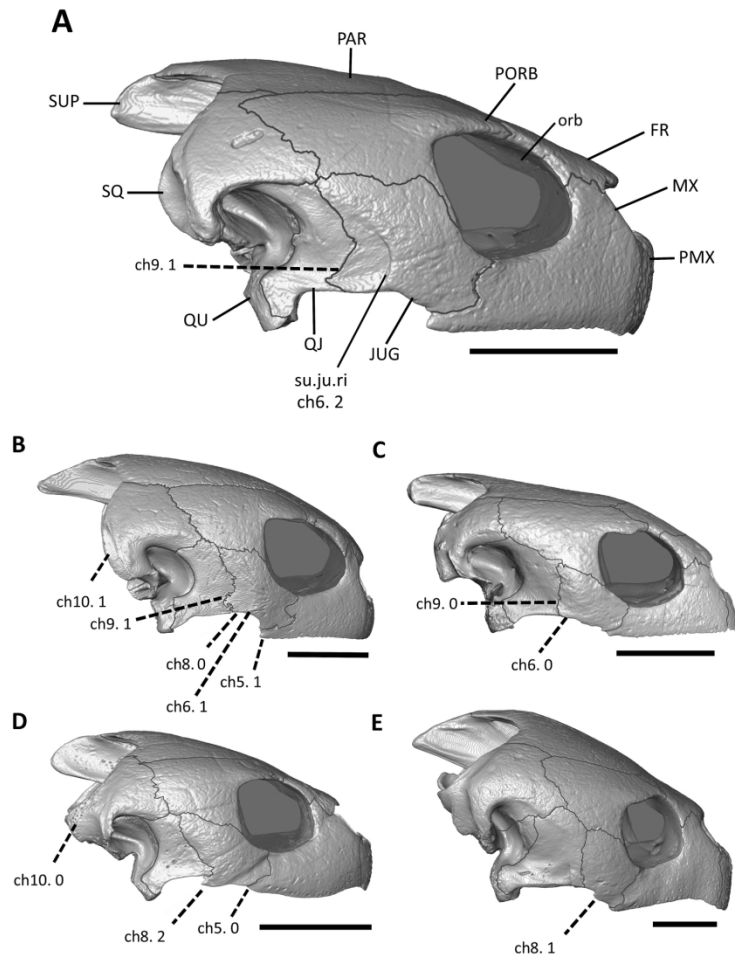 A
PAR
PORB
SUP
orb
FR
SQ
MX
PMX
ch9. 1
QU
QJ
JUG
su.ju.ri
ch6. 2
B
C
ch10. 1
ch9. 1
ch8. 0
ch5. 1
ch6. 1
ch9. 0
ch6. 0
D
E
ch10. 0
ch8. 2
ch5. 0
ch8. 1